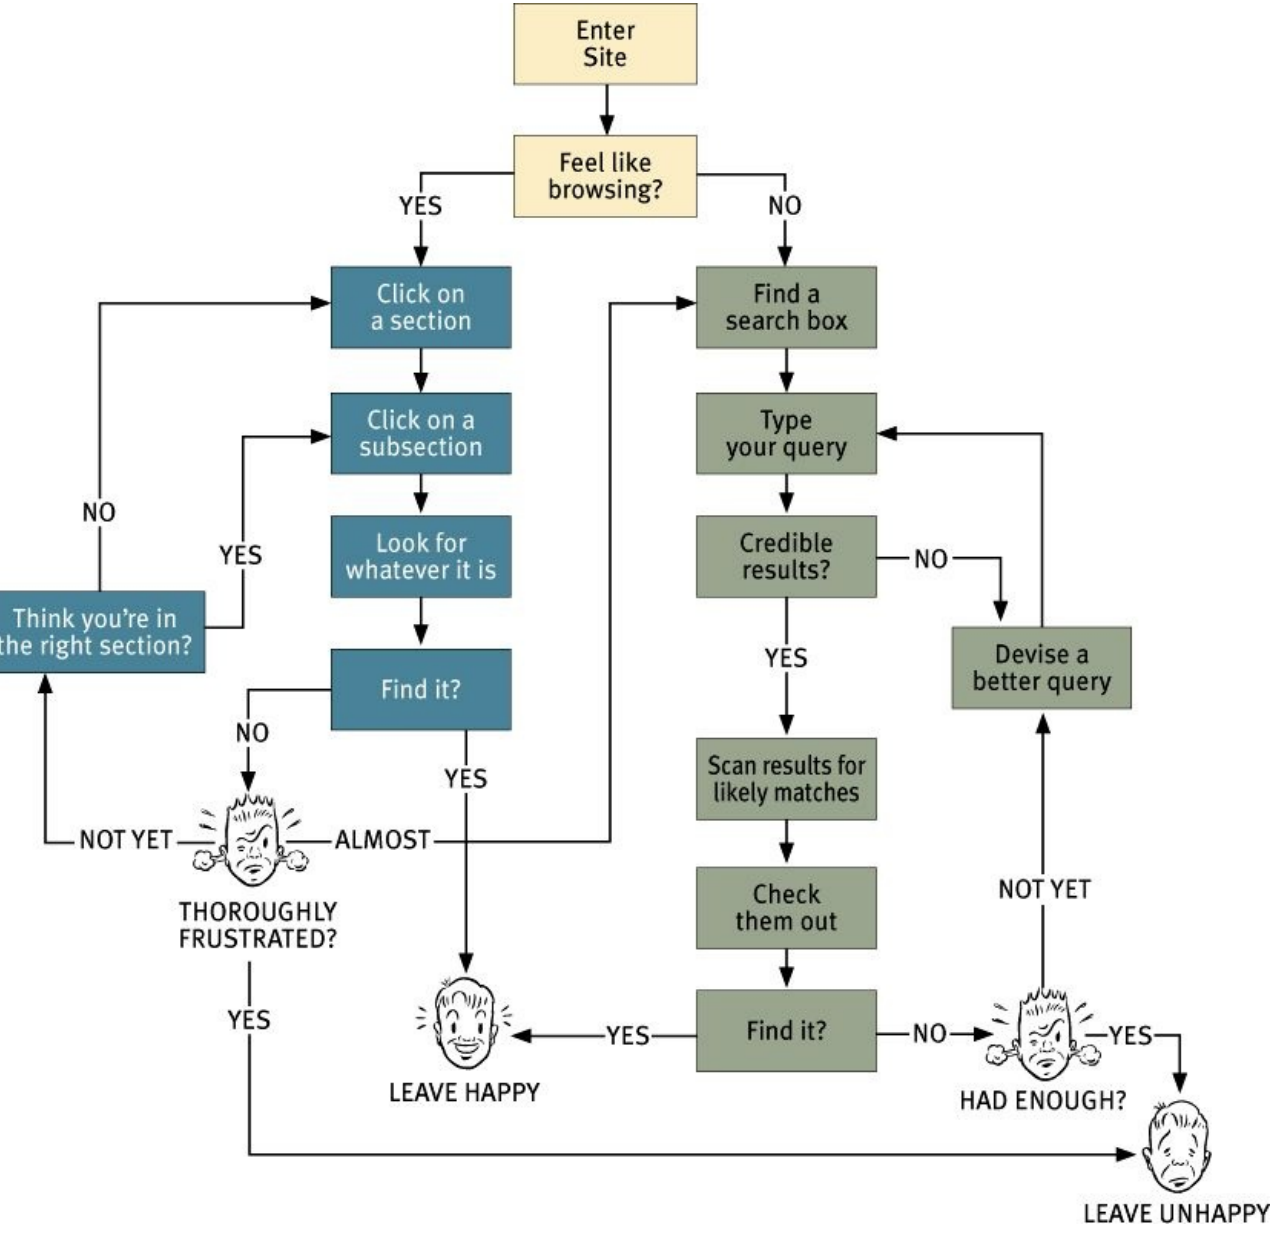 Enter
Site
Feel like
browsing?
YES
NO
Click on
a section
Find a
search box
Click on a
subsection
Type
your query
NO
YES
Look for
whatever it is
Credible
results?
NO
Think you're in
the right section?
YES
Devise a
better query
Find it?
NO
YES
Scan results for
likely matches
NOT YET
ALMOST
THOROUGHLY
FRUSTRATED?
Check
them out
NOT YET
YES
LEAVE HAPPY
YES
Find it?
NO
YES
HAD ENOUGH?
LEAVE UNHAPPY